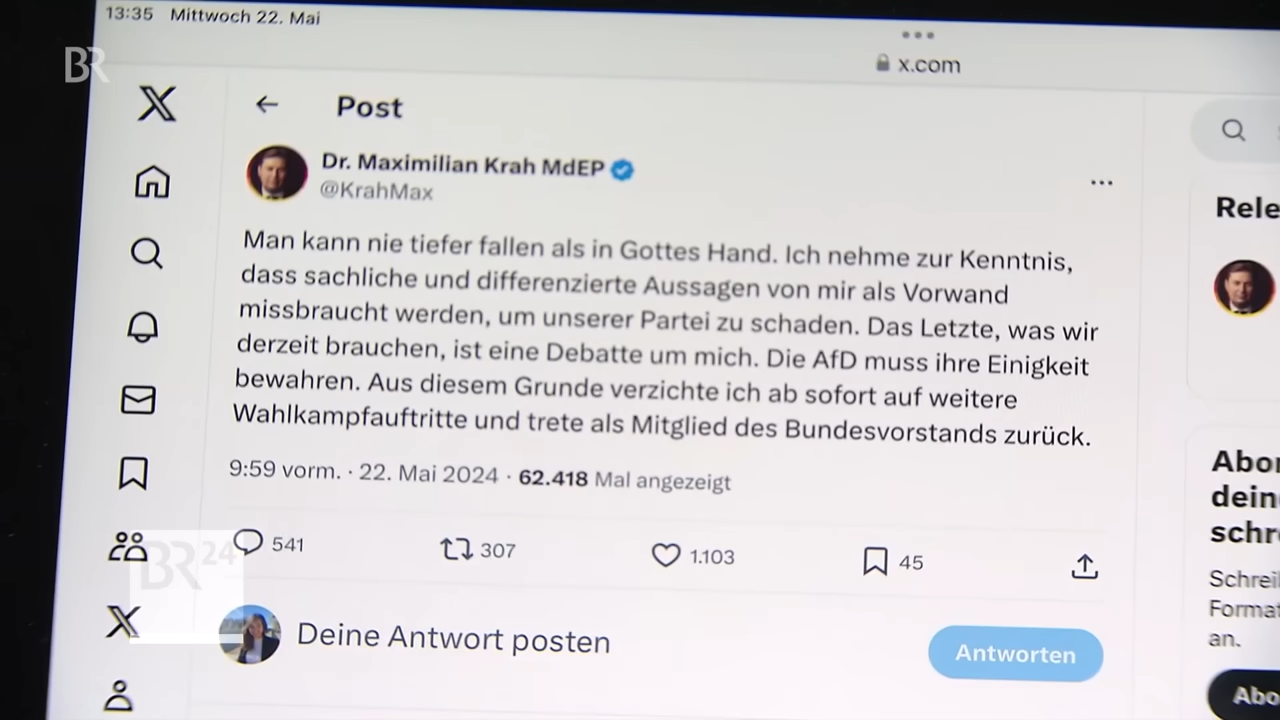 13:35 Mittwoch 22. Mai
BR
x.com
Post
Dr. Maximilian Krah MdEP
@KrahMax
Man kann nie tiefer fallen als in Gottes Hand. Ich nehme zur Kenntnis,
dass sachliche und differenzierte Aussagen von mir als Vorwand
missbraucht werden, um unserer Partei zu schaden. Das Letzte, was wir
derzeit brauchen, ist eine Debatte um mich. Die AfD muss ihre Einigkeit
bewahren. Aus diesem Grunde verzichte ich ab sofort auf weitere
Wahlkampfauftritte und trete als Mitglied des Bundesvorstands zurück.
9:59 vorm. · 22. Mai 2024 · 62.418 Mal angezeigt
541 307 1.103 45
BR24
Deine Antwort posten
Antworten
Rele
Abon
dein
schr
Schreil
Format
an.
Abo